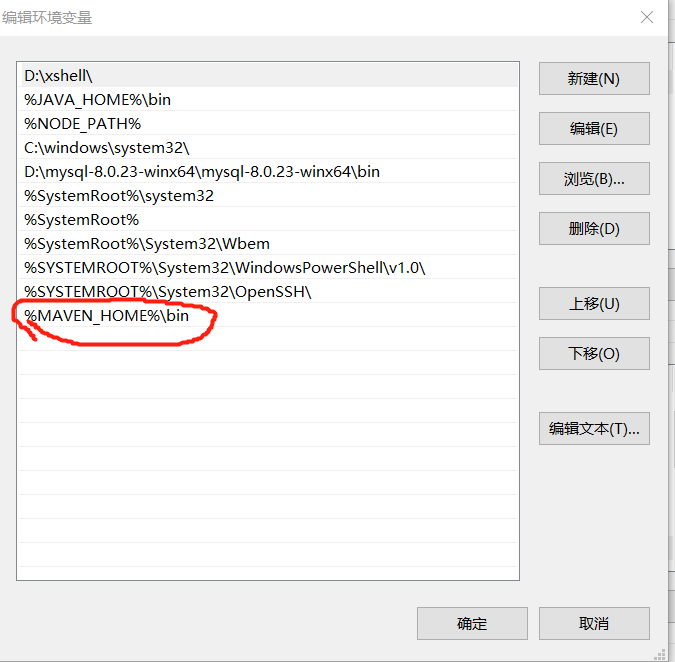 编辑环境变量
D:\xshell\
%JAVA_HOME%\bin
%NODE_PATH%
C:\windows\system32\
D:\mysql-8.0.23-winx64\mysql-8.0.23-winx64\bin
%SystemRoot%\system32
%SystemRoot%
%SystemRoot%\System32\Wbem
%SYSTEMROOT%\System32\WindowsPowerShell\v1.0\
%SYSTEMROOT%\System32\OpenSSH\
%MAVEN_HOME%\bin
新建(N)
编辑(E)
浏览(B)...
删除(D)
上移(U)
下移(O)
编辑文本(T)...
确定
取消